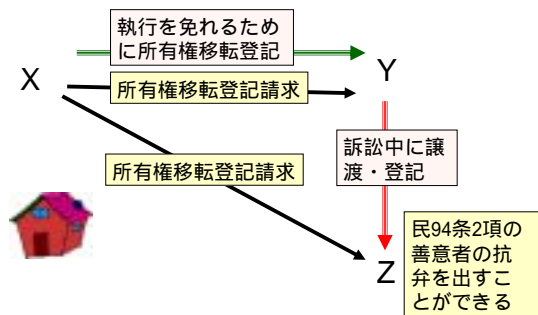 執行を免れるため
に所有権移転登記
X
Y
所有権移転登記請求
所有権移転登記請求
訴訟中に譲
渡・登記
Z
民94条2項の
善意者の抗
弁を出すこ
とができる